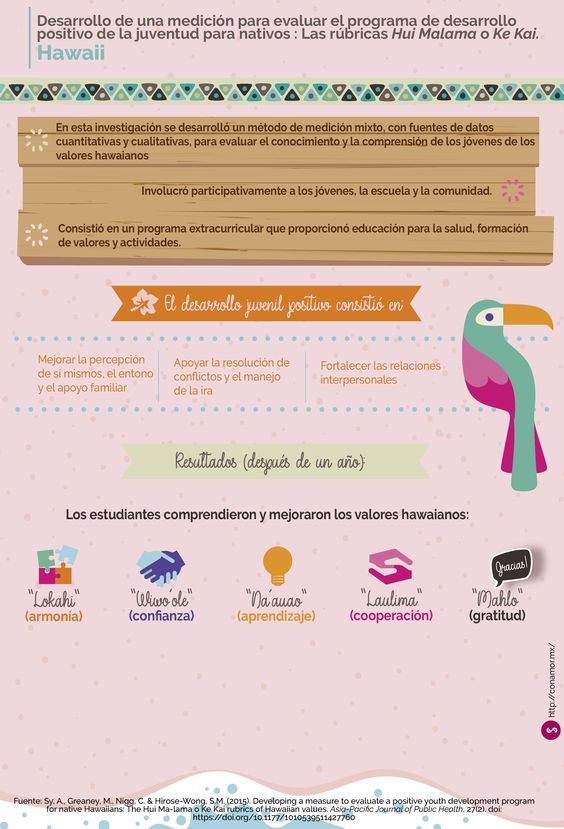 Desarrollo de una medición para evaluar el programa de desarrollo
positivo de la juventud para nativos : Las rúbricas Hui Malama o Ke Kai.
Hawaii
En esta investigación se desarrolló un método de medición mixto, con fuentes de datos
cuantitativas y cualitativas, para evaluar el conocimiento y la comprensión de los jóvenes de los
valores hawaianos
Involucró participativamente a los jóvenes, la escuela y la comunidad.
Consistió en un programa extracurricular que proporcionó educación para la salud, formación
de valores y actividades.
El desarrollo juvenil positivo consistió en:
Mejorar la percepción
de sí mismos, el entono
y el apoyo familiar
Apoyar la resolución de
conflictos y el manejo
de la ira
Fortalecer las relaciones
interpersonales
Resultados (después de un año):
Los estudiantes comprendieron y mejoraron los valores hawaianos:
"Lokahi"
(armonía)
"Wiwo´ole"
(confianza)
"Na´auao"
(aprendizaje)
"Laulima"
(cooperación)
Gracias!
"Mahlo"
(gratitud)
http://conamor.mx/
Fuente: Sy, A., Greaney, M., Nigg, C. & Hirose-Wong, S.M. (2015). Developing a measure to evaluate a positive youth development program
for native Hawaiians: The Hui Ma-lama o Ke Kai rubrics of Hawaiian values. Asia-Pacific Journal of Public Health, 27(2). doi:
https://doi.org/10.1177/1010539511427760